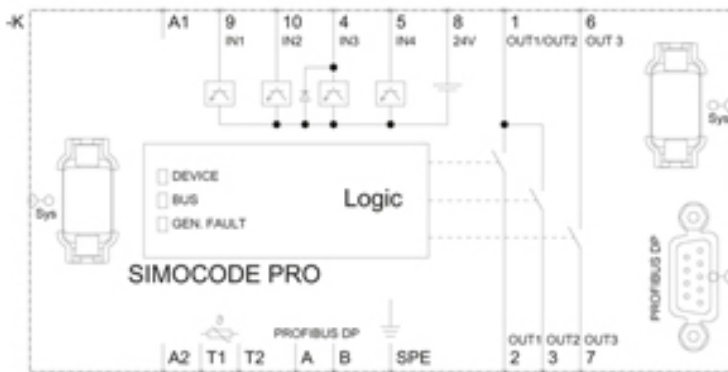 -K A1 9 10 4 5 8 1 6
IN1 IN2 IN3 IN4 24V OUT1/OUT2 OUT 3
Sys
DEVICE
BUS
GEN. FAULT
Logic
Sys
SIMOCODE PRO
PROFIBUS DP
PROFIBUS DP
OUT1 OUT2 OUT3
A2 T1 T2 A B SPE 2 3 7